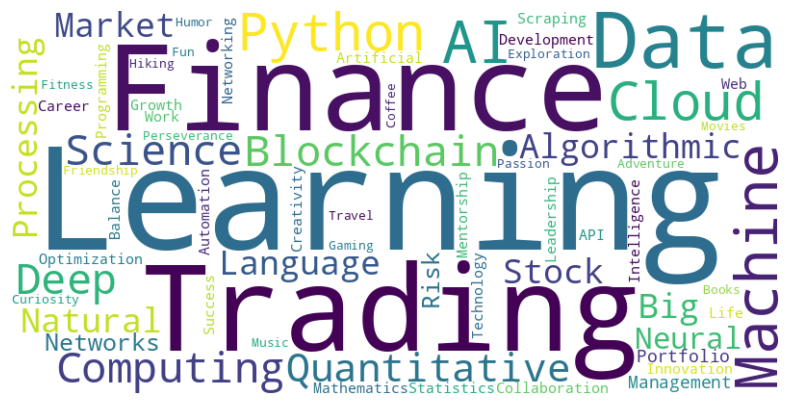 Market
Humor
Python
AI
Scraping
Data
Finance
Development
Fun
Networking
Artificial
Exploration
Hiking
Processing
Fitness
Programming
Web
Career
Growth
Coffee
Cloud
Work
Movies
Perseverance
Science
Blockchain
Algorithmic
Learning
Passion
Adventure
Friendship
Machine
Balance
Automation
Creativity
Travel
Mentorship
Leadership
API
Intelligence
Gaming
Optimization
Language
Risk
Technology
Stock
Deep
Trading
Curiosity
Success
Books
Big
Natural
Life
Networks
Music
Neural
Computing
Quantitative
Portfolio
Innovation
Mathematics
Statistics
Collaboration
Management